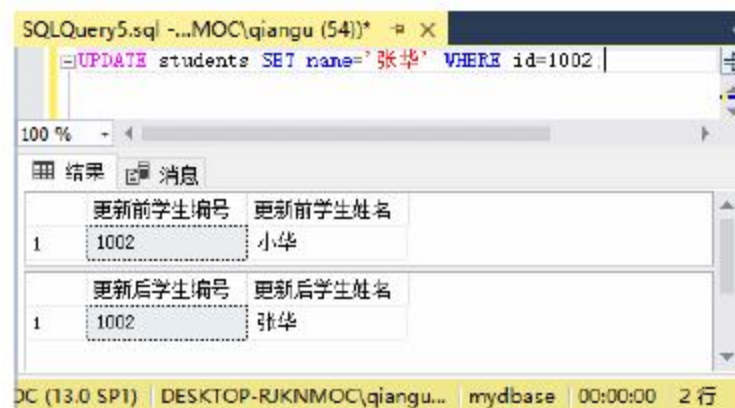 SQLQuery5.sql -...MOC\qiangu (54))*
UPDATE students SET name='张华' WHERE id=1002;
100 %
结果 消息
更新前学生编号 更新前学生姓名
1 1002 小华
更新后学生编号 更新后学生姓名
1 1002 张华
OC (13.0 SP1) DESKTOP-RJKNMOC\qiangu... mydbase 00:00:00 2 行